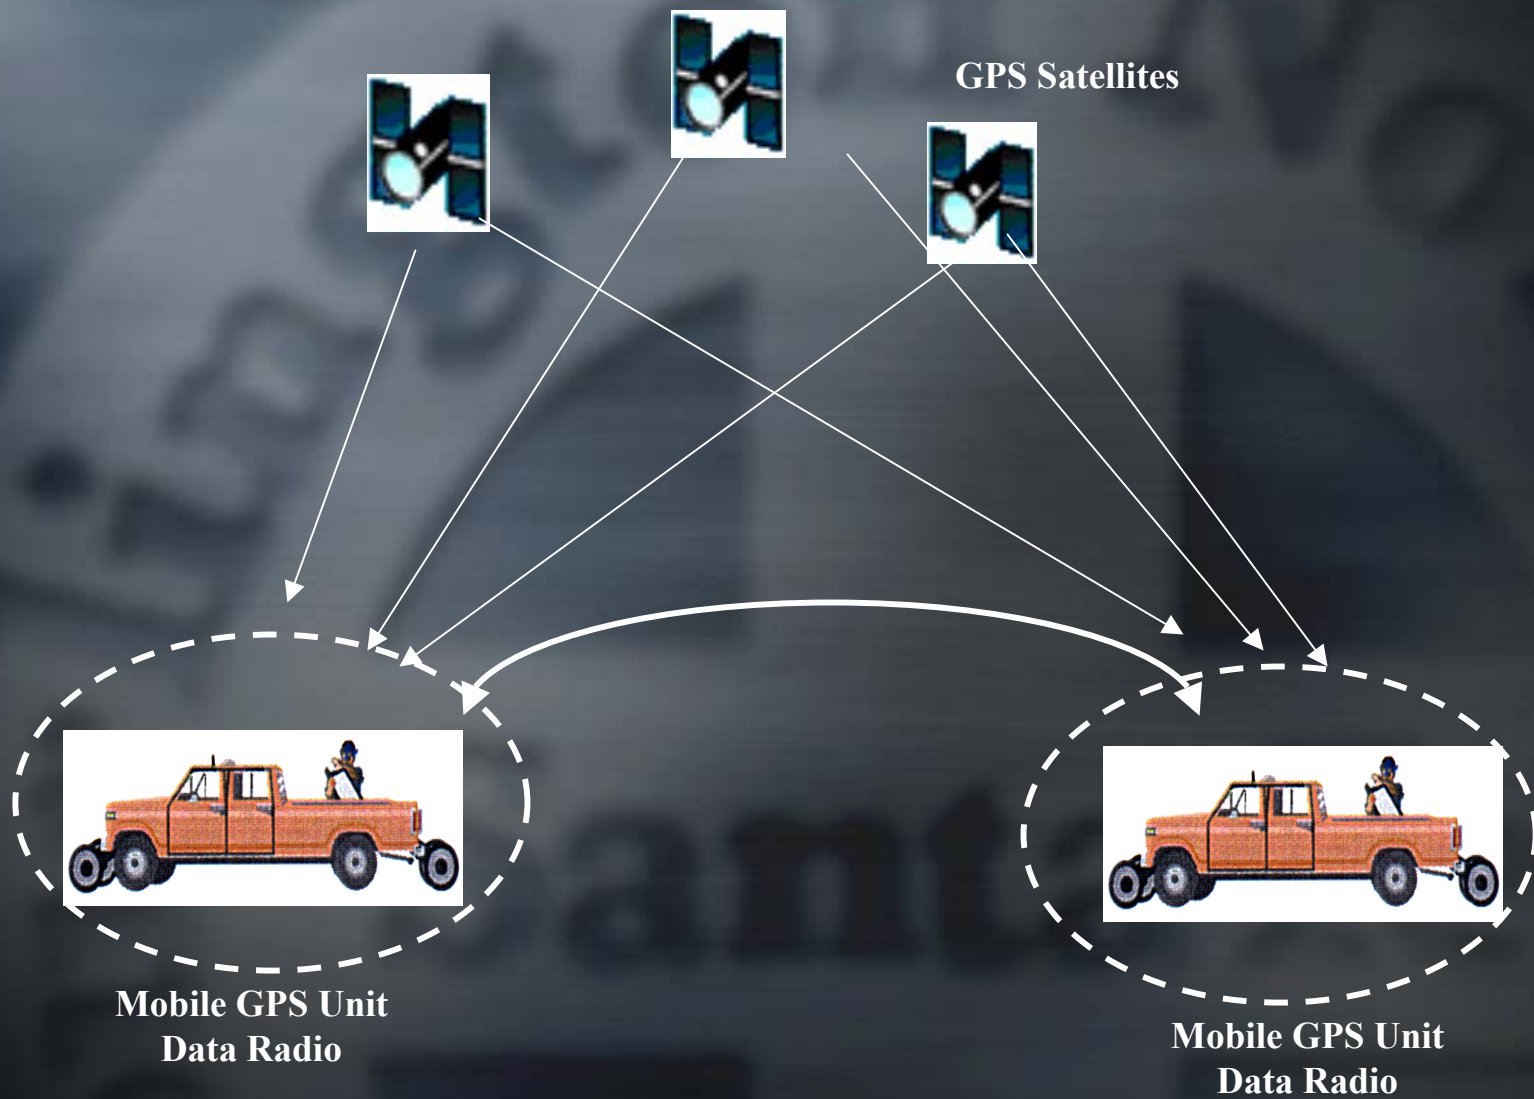 GPS Satellites
Mobile GPS Unit
Data Radio
Mobile GPS Unit
Data Radio